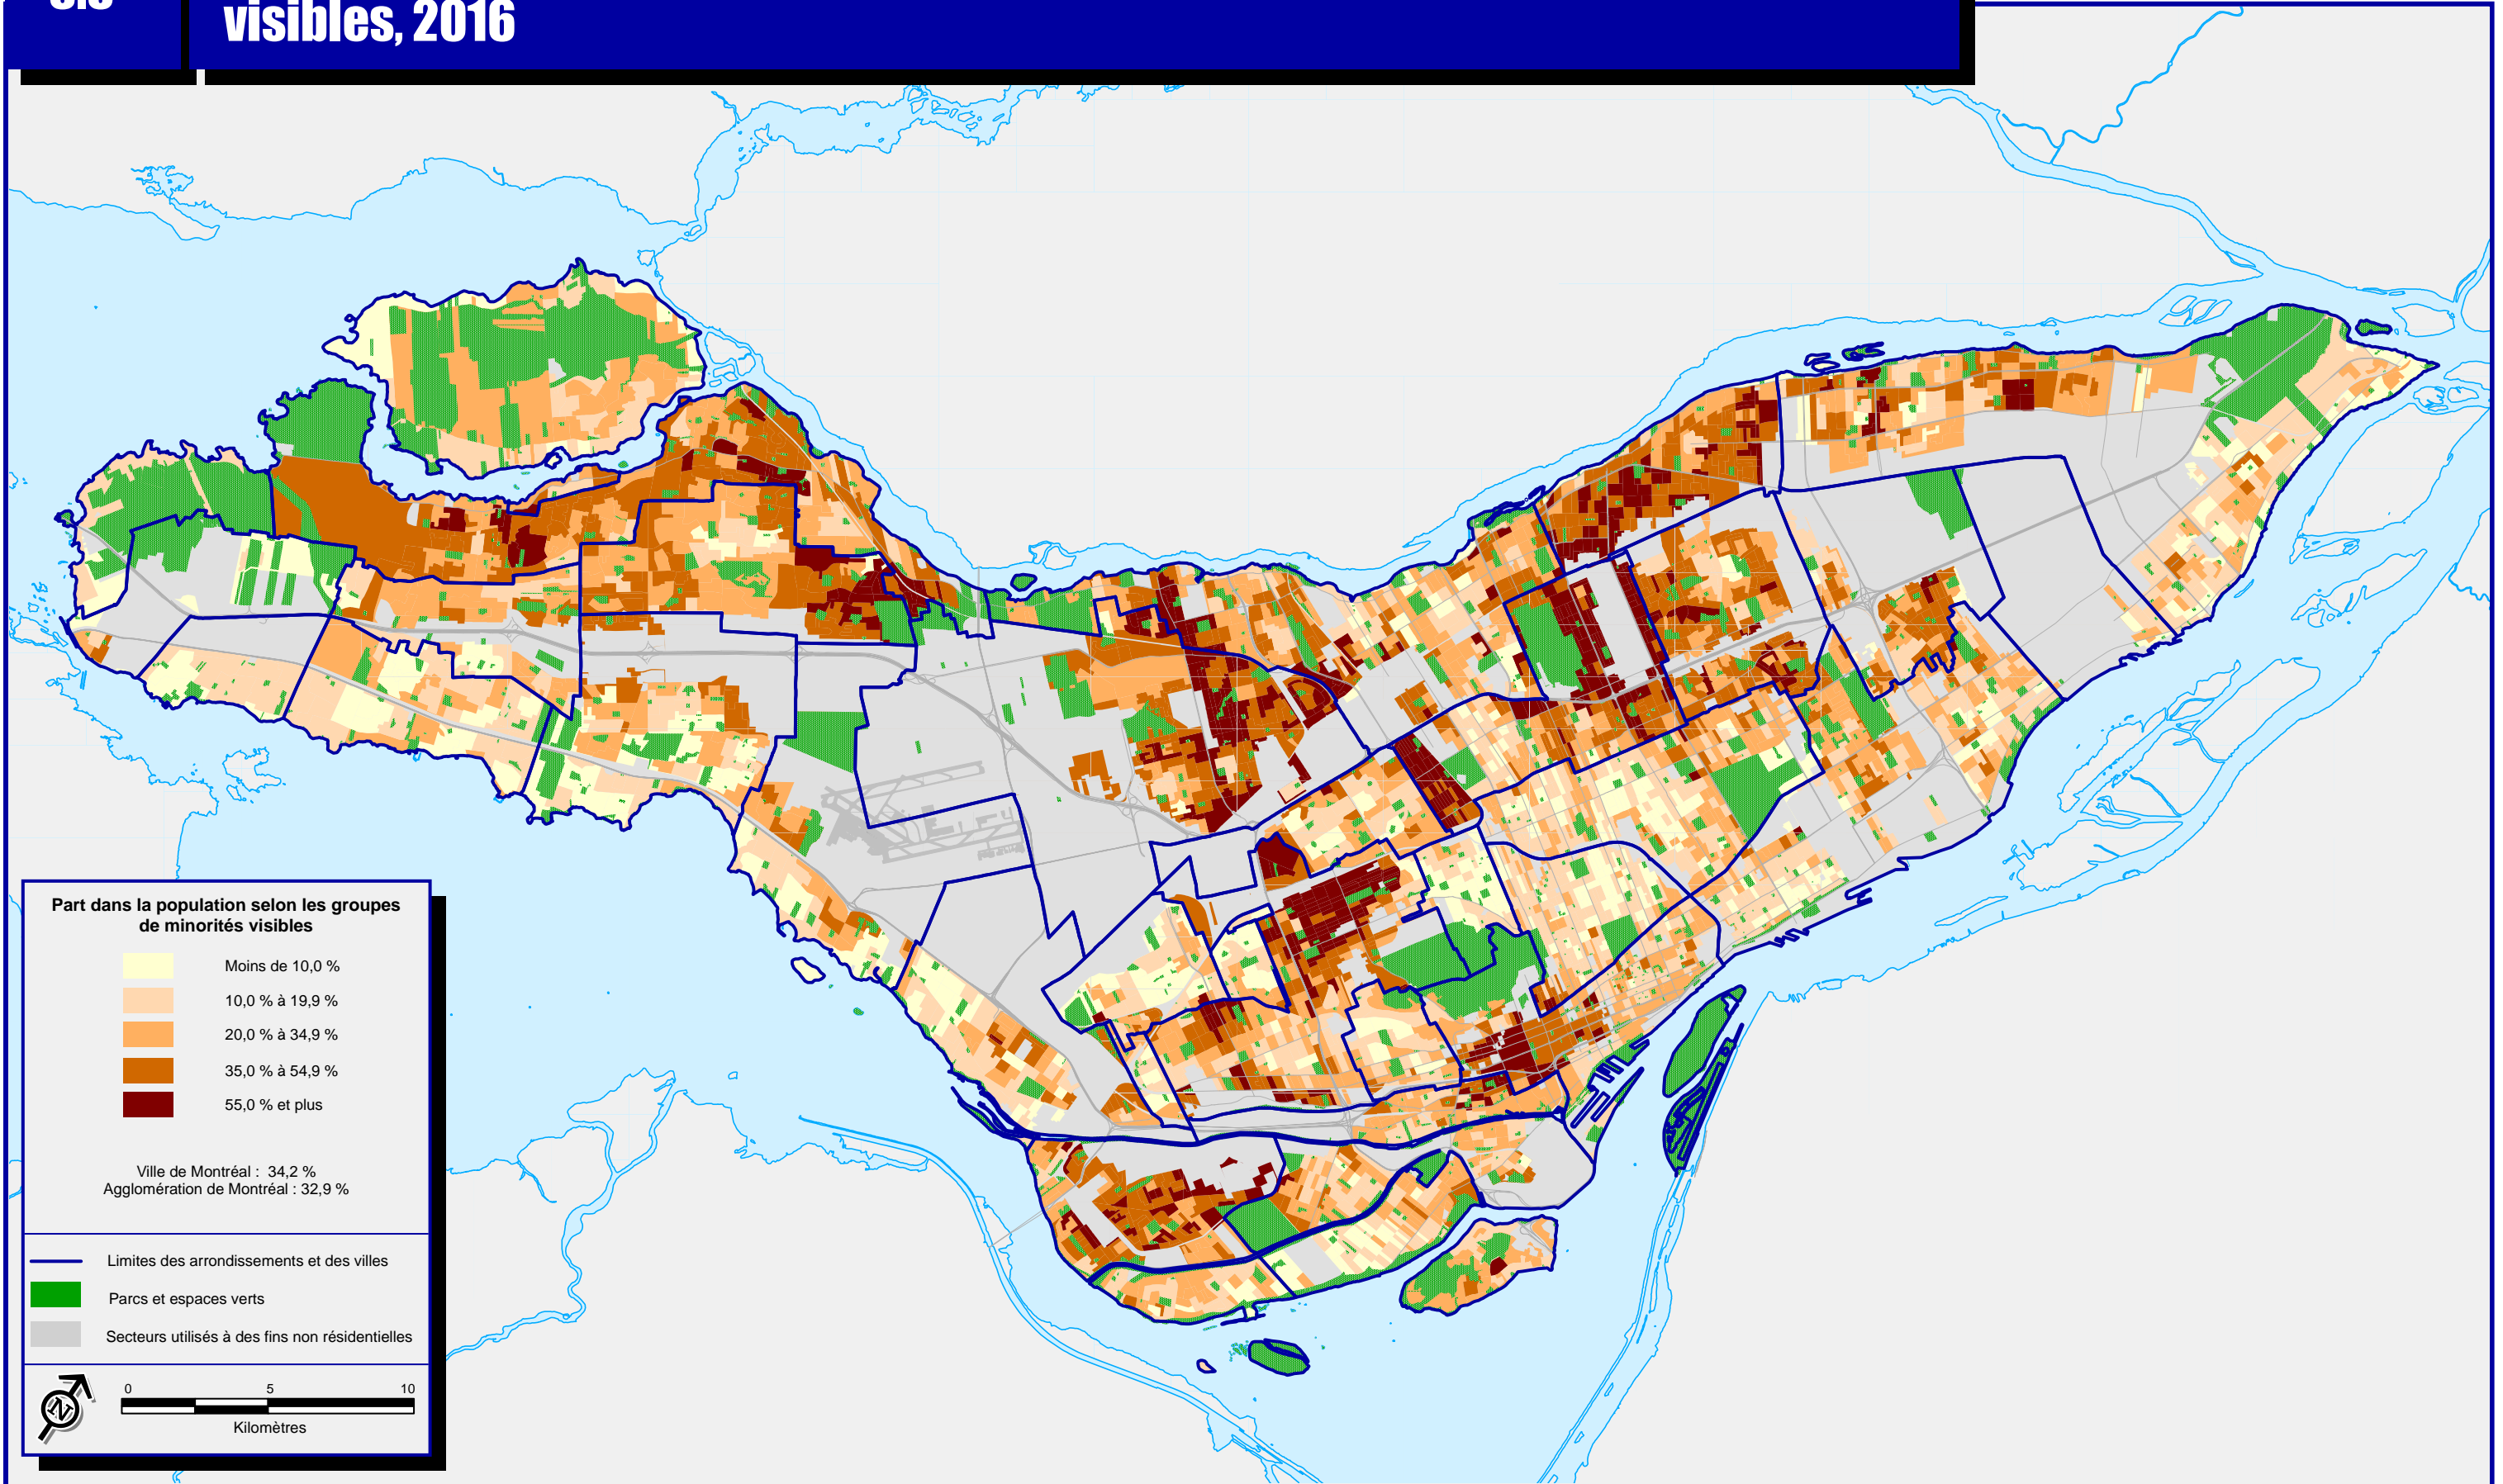 visibles, 2016
Part dans la population selon les groupes
de minorités visibles
Moins de 10,0 %
10,0 % à 19,9 %
20,0 % à 34,9 %
35,0 % à 54,9 %
55,0 % et plus
Ville de Montréal : 34,2 %
Agglomération de Montréal : 32,9 %
Limites des arrondissements et des villes
Parcs et espaces verts
Secteurs utilisés à des fins non résidentielles
N
0 5 10
Kilomètres